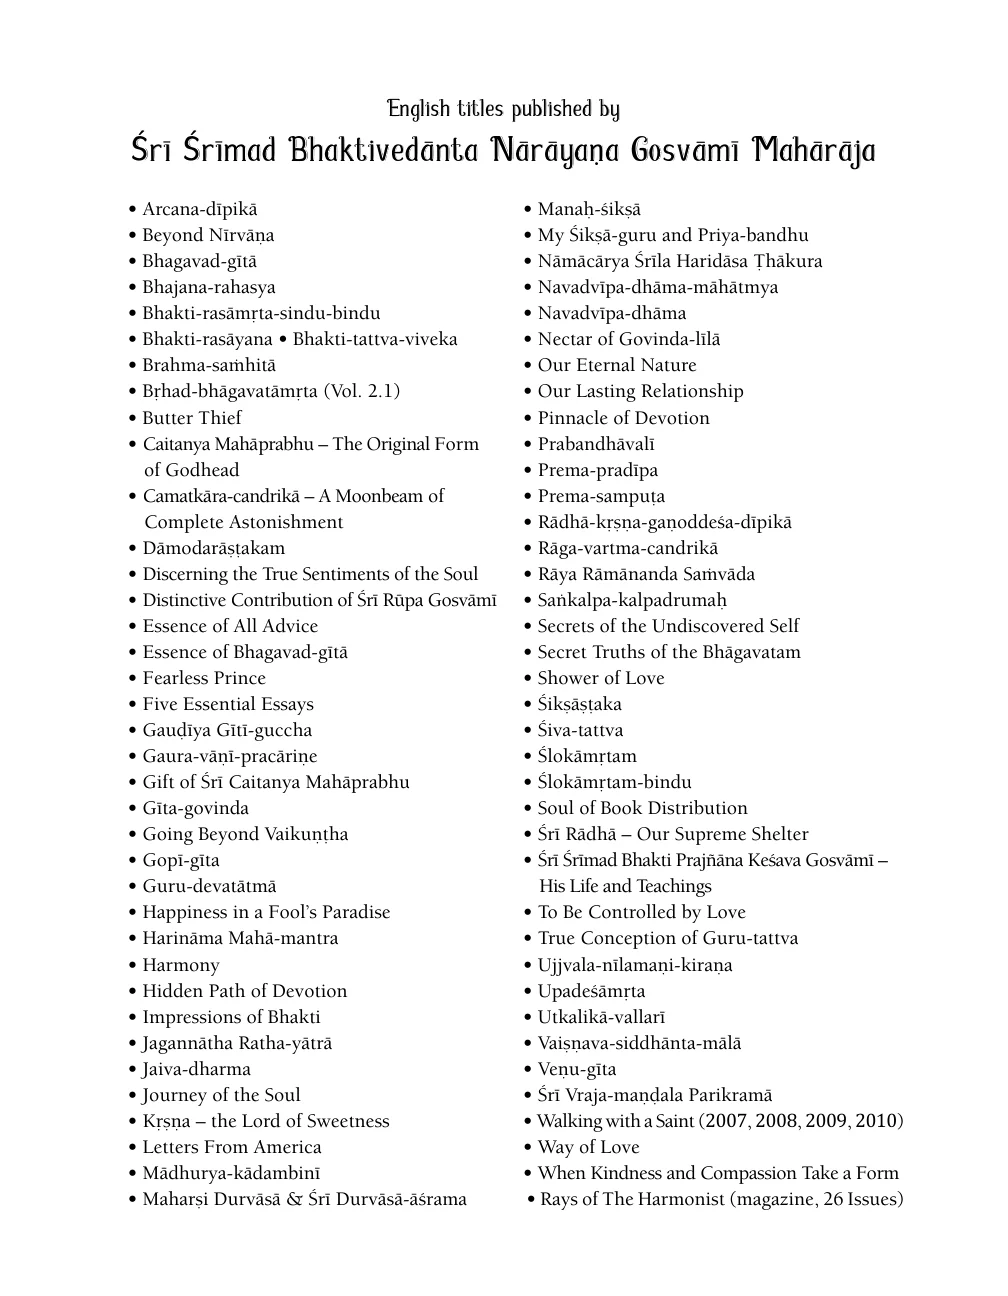 English titles published by
Śrī Śrīmad Bhaktivedānta Nārāyaṇa Gosvāmī Mahārāja
• Arcana-dīpikā
• Beyond Nīrvāṇa
• Bhagavad-gītā
• Bhajana-rahasya
• Bhakti-rasāmṛta-sindu-bindu
• Bhakti-rasāyana • Bhakti-tattva-viveka
• Brahma-saṁhitā
• Bṛhad-bhāgavatāmṛta (Vol. 2.1)
• Butter Thief
• Caitanya Mahāprabhu – The Original Form
of Godhead
• Camatkāra-candrikā – A Moonbeam of
Complete Astonishment
• Dāmodarāṣṭakam
• Discerning the True Sentiments of the Soul
• Distinctive Contribution of Śrī Rūpa Gosvāmī
• Essence of All Advice
• Essence of Bhagavad-gītā
• Fearless Prince
• Five Essential Essays
• Gauḍīya Gītī-guccha
• Gaura-vāṇī-pracāriṇe
• Gift of Śrī Caitanya Mahāprabhu
• Gīta-govinda
• Going Beyond Vaikuṇṭha
• Gopī-gīta
• Guru-devatātmā
• Happiness in a Fool’s Paradise
• Harināma Mahā-mantra
• Harmony
• Hidden Path of Devotion
• Impressions of Bhakti
• Jagannātha Ratha-yātrā
• Jaiva-dharma
• Journey of the Soul
• Kṛṣṇa – the Lord of Sweetness
• Letters From America
• Mādhurya-kādambinī
• Maharṣi Durvāsā & Śrī Durvāsā-āśrama
• Manaḥ-śikṣā
• My Śikṣā-guru and Priya-bandhu
• Nāmācārya Śrīla Haridāsa Ṭhākura
• Navadvīpa-dhāma-māhātmya
• Navadvīpa-dhāma
• Nectar of Govinda-līlā
• Our Eternal Nature
• Our Lasting Relationship
• Pinnacle of Devotion
• Prabandhāvalī
• Prema-pradīpa
• Prema-sampuṭa
• Rādhā-kṛṣṇa-gaṇoddeśa-dīpikā
• Rāga-vartma-candrikā
• Rāya Rāmānanda Saṁvāda
• Saṅkalpa-kalpadrumaḥ
• Secrets of the Undiscovered Self
• Secret Truths of the Bhāgavatam
• Shower of Love
• Śikṣāṣṭaka
• Śiva-tattva
• Ślokāmṛtam
• Ślokāmṛtam-bindu
• Soul of Book Distribution
• Śrī Rādhā – Our Supreme Shelter
• Śrī Śrīmad Bhakti Prajñāna Keśava Gosvāmī –
His Life and Teachings
• To Be Controlled by Love
• True Conception of Guru-tattva
• Ujjvala-nīlamaṇi-kiraṇa
• Upadeśāmṛta
• Utkalikā-vallarī
• Vaiṣṇava-siddhānta-mālā
• Veṇu-gīta
• Śrī Vraja-maṇḍala Parikramā
• Walking with a Saint (2007, 2008, 2009, 2010)
• Way of Love
• When Kindness and Compassion Take a Form
• Rays of The Harmonist (magazine, 26 Issues)